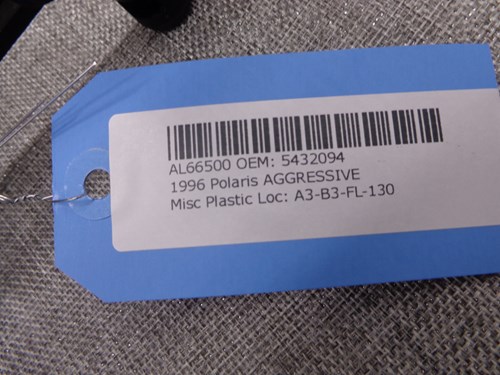 AL66500 OEM: 5432094
1996 Polaris AGGRESSIVE
Misc Plastic Loc: A3-B3-FL-130